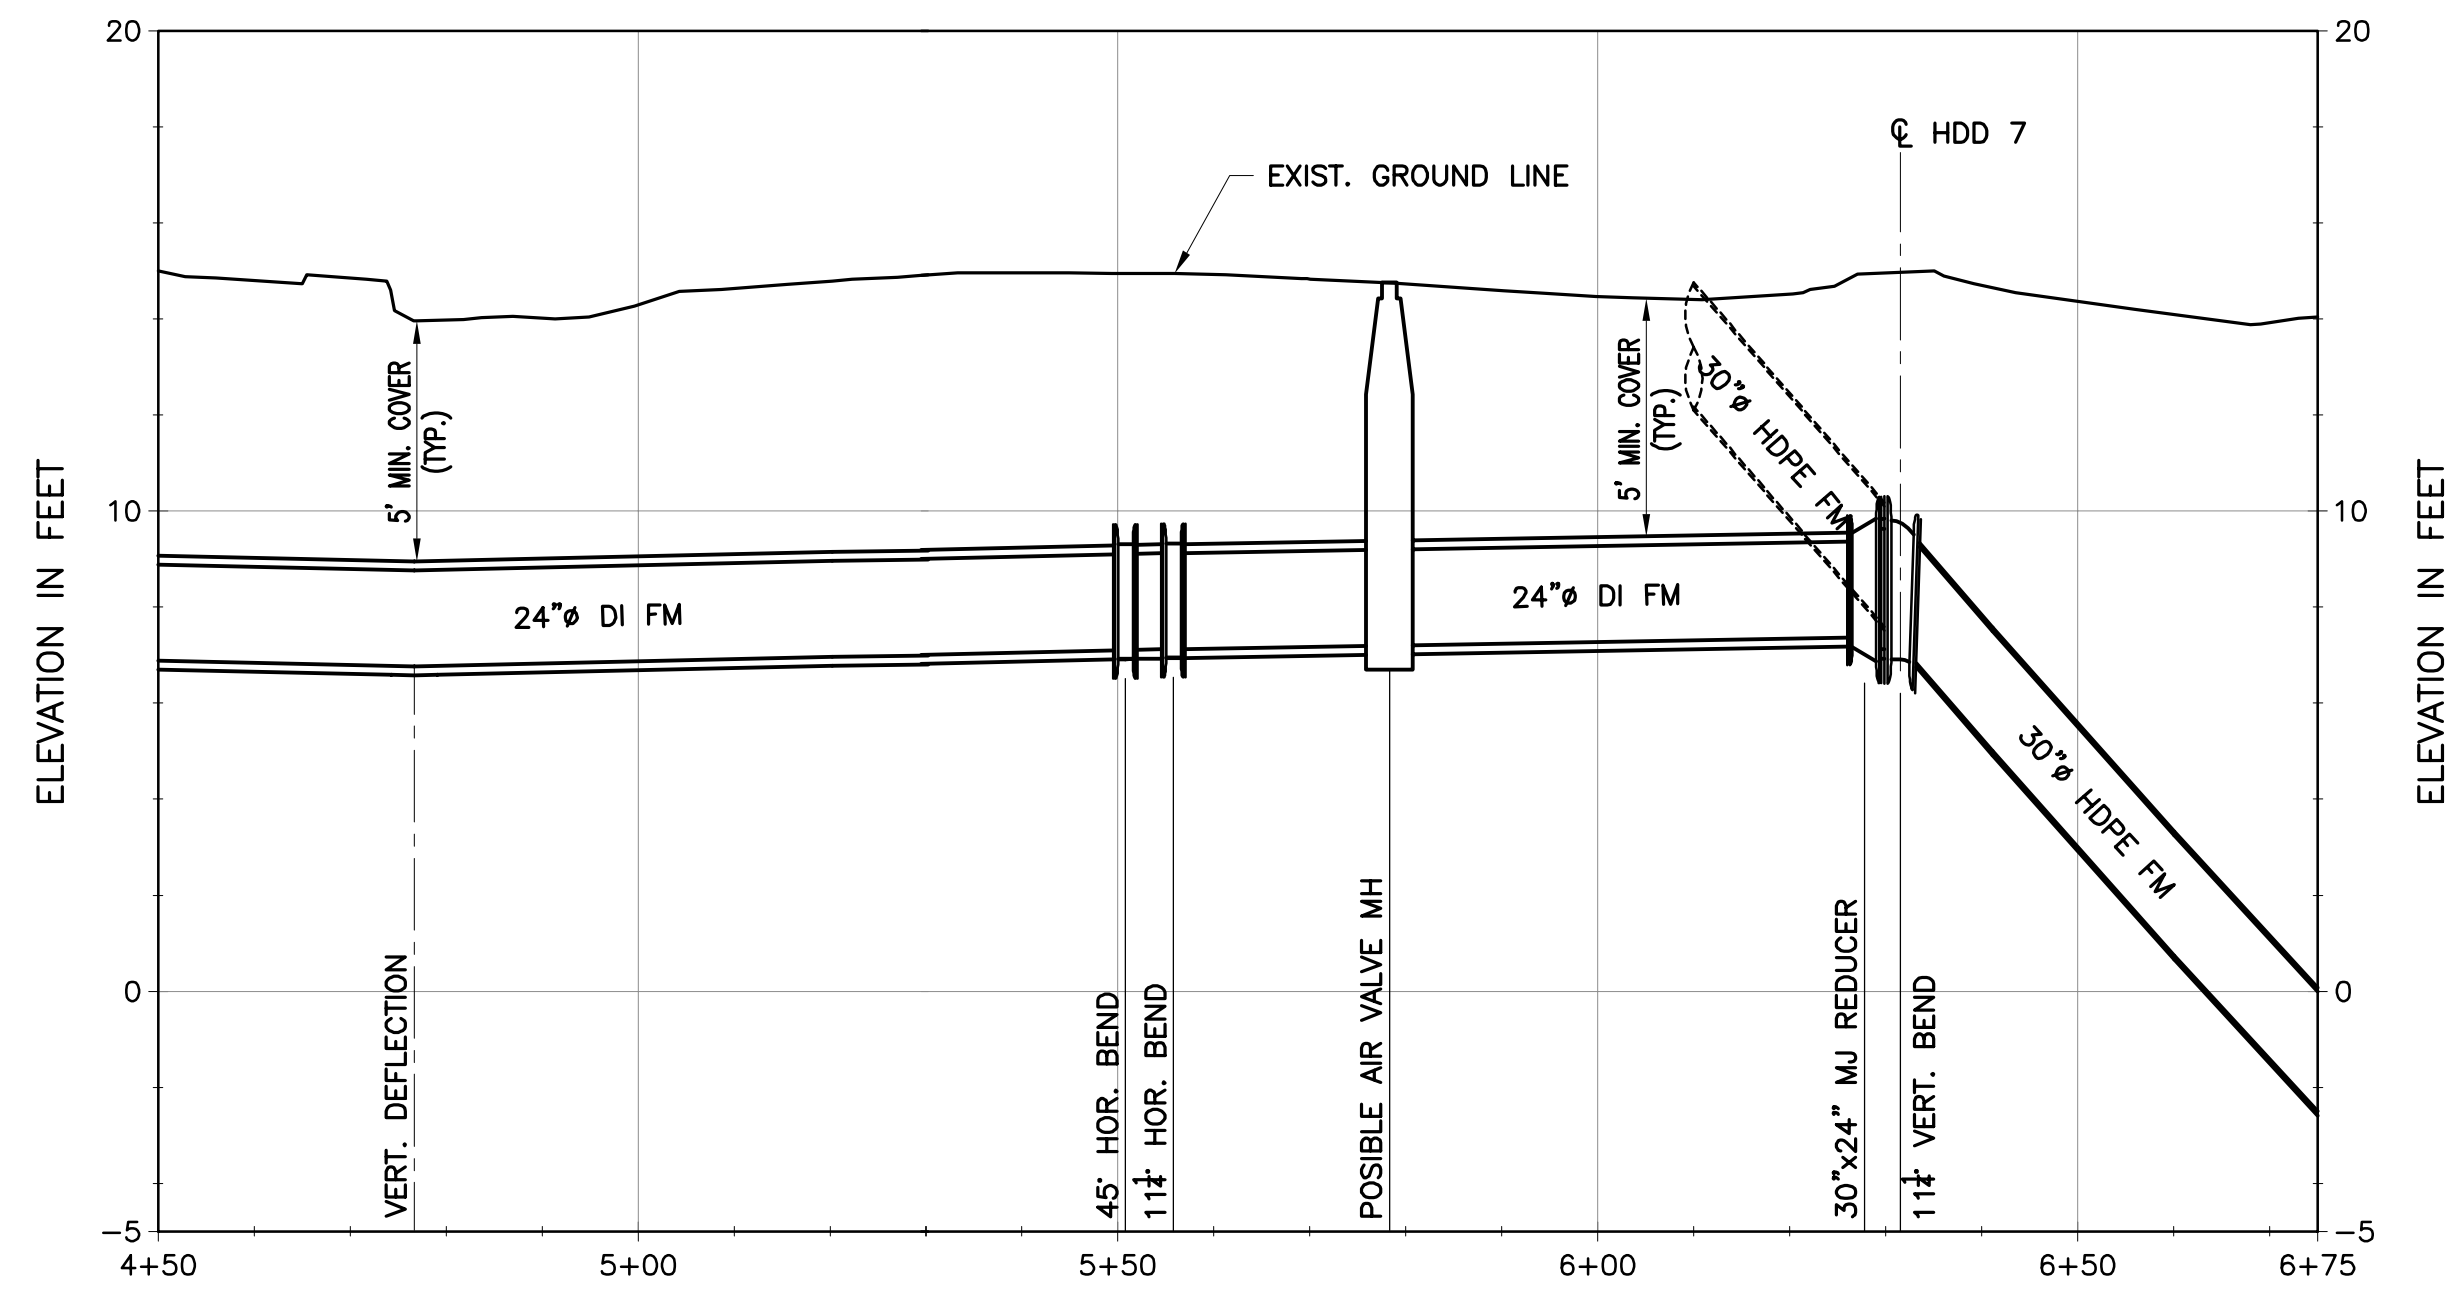 20
20
℄ HDD 7
EXIST. GROUND LINE
5' MIN. COVER
(TYP.)
5' MIN. COVER
(TYP.)
30"ø HDPE FM
ELEVATION IN FEET
10
10
ELEVATION IN FEET
24"ø DI FM
24"ø DI FM
30"ø HDPE FM
0
0
VERT. DEFLECTION
45° HOR. BEND
11¼° HOR. BEND
POSIBLE AIR VALVE MH
30"x24" MJ REDUCER
11¼° VERT. BEND
-5
-5
4+50
5+00
5+50
6+00
6+50
6+75